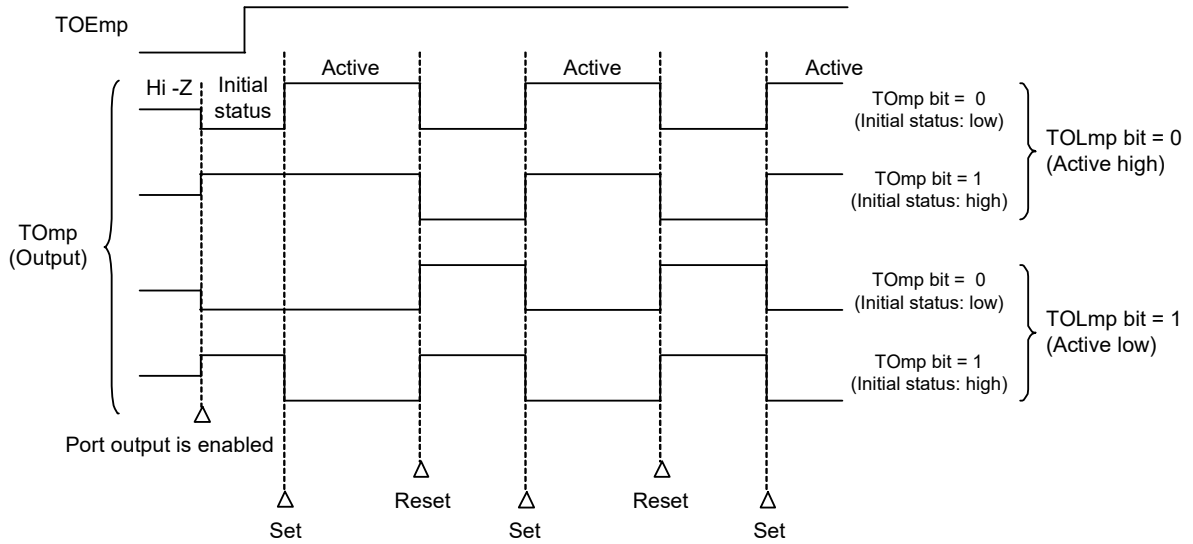 TOEmp
Hi -Z
Initial
status
Active
Active
Active
TOmp bit = 0
(Initial status: low)
TOLmp bit = 0
(Active high)
TOmp bit = 1
(Initial status: high)
TOmp
(Output)
TOmp bit = 0
(Initial status: low)
TOLmp bit = 1
(Active low)
TOmp bit = 1
(Initial status: high)
Port output is enabled
Reset
Reset
Set
Set
Set